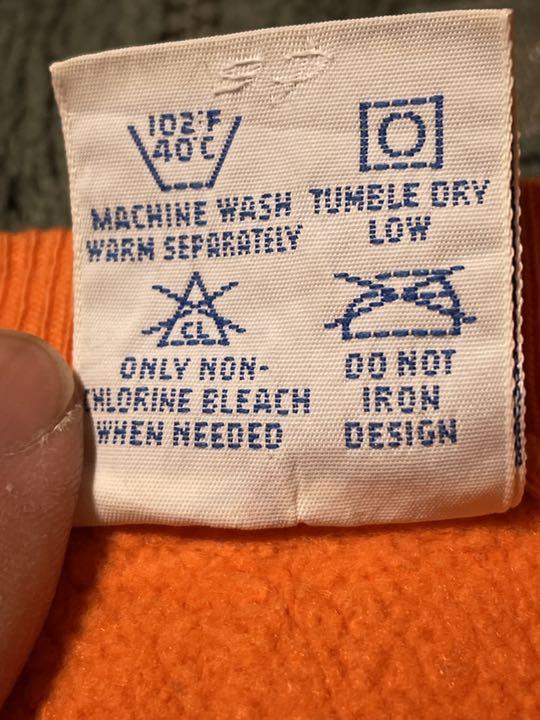 102°F
40°C
MACHINE WASH
WARM SEPARATELY
TUMBLE DRY
LOW
CL
ONLY NON-
CHLORINE BLEACH
WHEN NEEDED
DO NOT
IRON
DESIGN